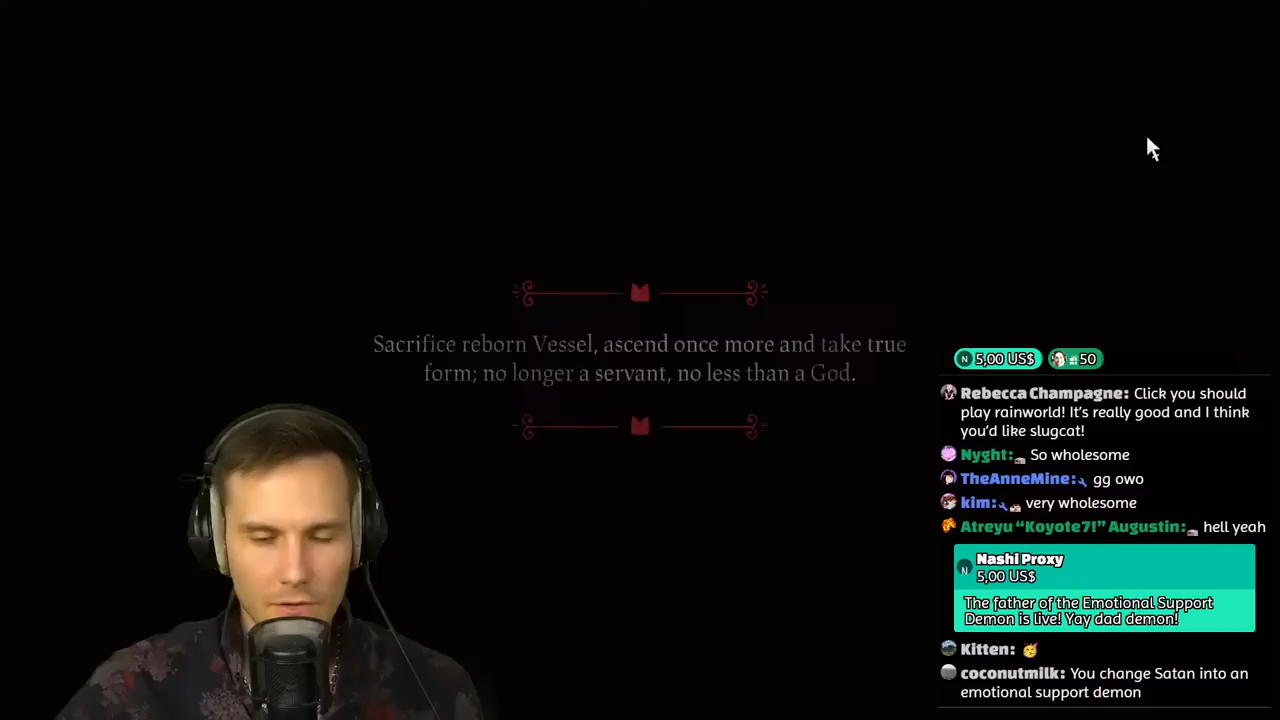 Sacrifice reborn Vessel, ascend once more and take true
form; no longer a servant, no less than a God.
N 5,00 US$ 50
Rebecca Champagne: Click you should
play rainworld! It's really good and I think
you'd like slugcat!
Nyght: So wholesome
TheAnneMine: gg owo
kim: very wholesome
Atreyu “Koyote7!” Augustin: hell yeah
N Nashi Proxy
5,00 US$
The father of the Emotional Support
Demon is live! Yay dad demon!
Kitten: 🥳
coconutmilk: You change Satan into an
emotional support demon